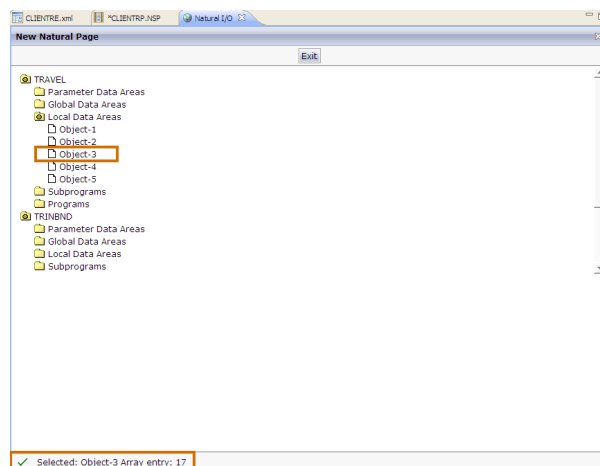 CLIENTRE.xml *CLIENTRP.NSP Natural I/O
New Natural Page
Exit
TRAVEL
Parameter Data Areas
Global Data Areas
Local Data Areas
Object-1
Object-2
Object-3
Object-4
Object-5
Subprograms
Programs
TRINBND
Parameter Data Areas
Global Data Areas
Local Data Areas
Subprograms
Selected: Object-3 Array entry: 17